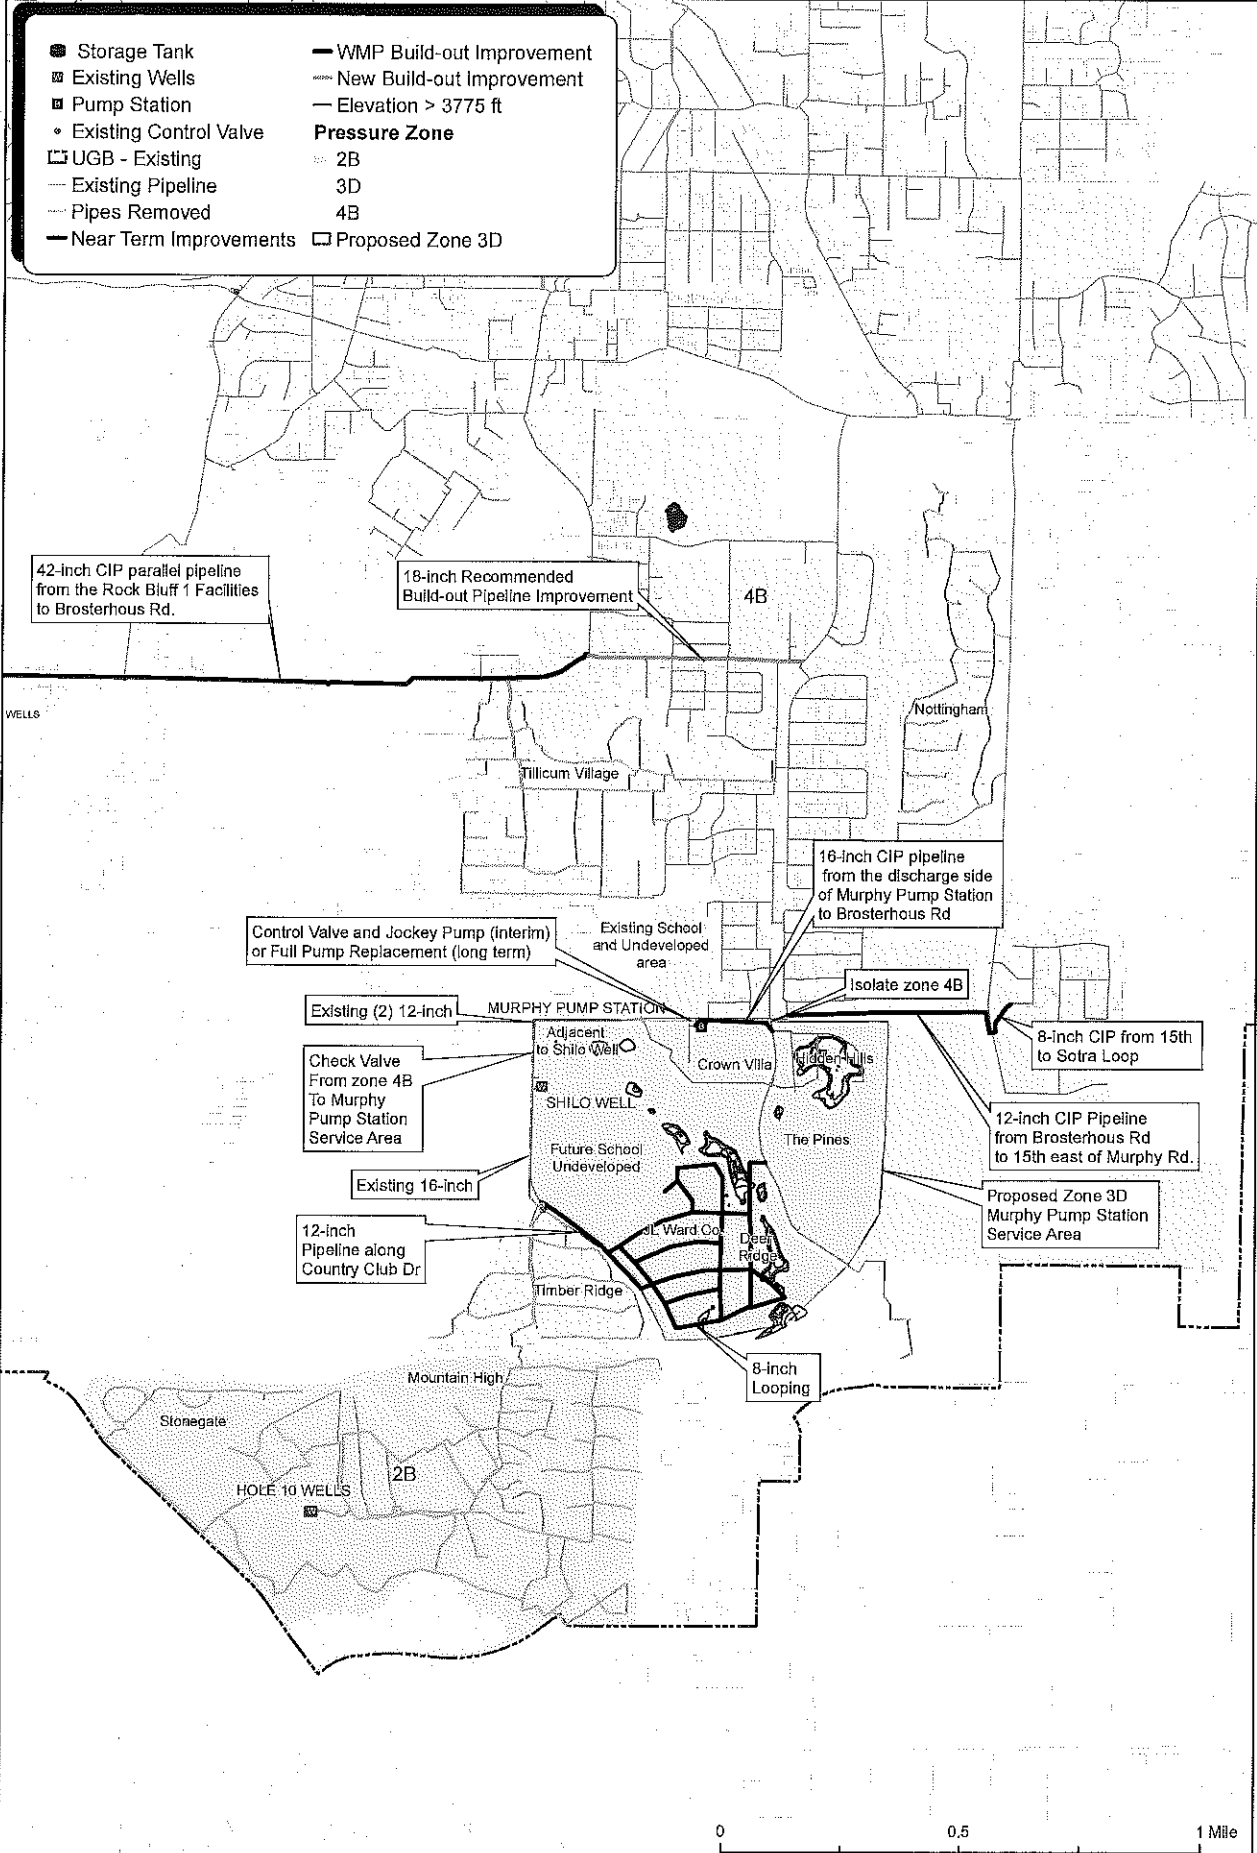 Storage Tank
Existing Wells
Pump Station
Existing Control Valve
UGB - Existing
Existing Pipeline
Pipes Removed
Near Term Improvements
WMP Build-out Improvement
New Build-out Improvement
Elevation > 3775 ft
Pressure Zone
2B
3D
4B
Proposed Zone 3D
42-inch CIP parallel pipeline
from the Rock Bluff 1 Facilities
to Brosterhous Rd.
18-inch Recommended
Build-out Pipeline Improvement
4B
WELLS
Nottingham
Tillicum Village
16-inch CIP pipeline
from the discharge side
of Murphy Pump Station
to Brosterhous Rd
Control Valve and Jockey Pump (interim)
or Full Pump Replacement (long term)
Existing School
and Undeveloped
area
Isolate zone 4B
Existing (2) 12-inch
MURPHY PUMP STATION
8-inch CIP from 15th
to Sotra Loop
Adjacent
to Shilo Well
Crown Villa
Hidden Hills
Check Valve
From zone 4B
To Murphy
Pump Station
Service Area
SHILO WELL
12-inch CIP Pipeline
from Brosterhous Rd
to 15th east of Murphy Rd.
The Pines
Future School
Undeveloped
Existing 16-inch
Proposed Zone 3D
Murphy Pump Station
Service Area
12-inch
Pipeline along
Country Club Dr
JL Ward Co
Deer
Ridge
Timber Ridge
8-inch
Looping
Mountain High
Stonegate
2B
HOLE 10 WELLS
0
0.5
1 Mile